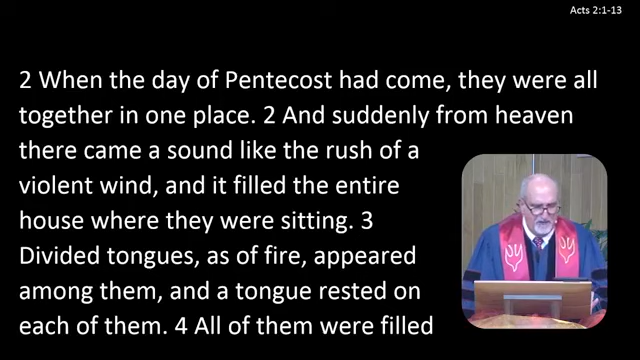 Acts 2:1-13
2 When the day of Pentecost had come, they were all
together in one place. 2 And suddenly from heaven
there came a sound like the rush of a
violent wind, and it filled the entire
house where they were sitting. 3
Divided tongues, as of fire, appeared
among them, and a tongue rested on
each of them. 4 All of them were filled